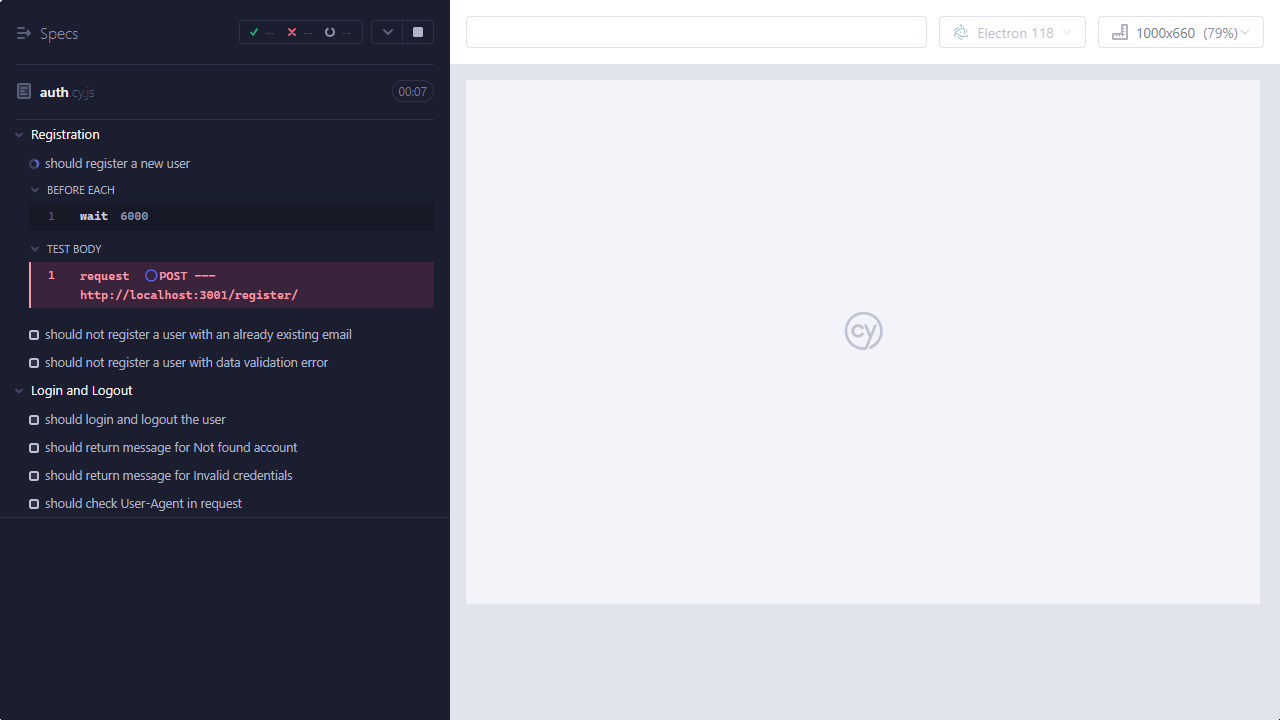 Specs
-- -- --
Electron 118
1000x660 (79%)
auth.cy.js
00:07
Registration
should register a new user
BEFORE EACH
1 wait 6000
TEST BODY
1 request POST ---
http://localhost:3001/register/
should not register a user with an already existing email
should not register a user with data validation error
Login and Logout
should login and logout the user
should return message for Not found account
should return message for Invalid credentials
should check User-Agent in request
cy